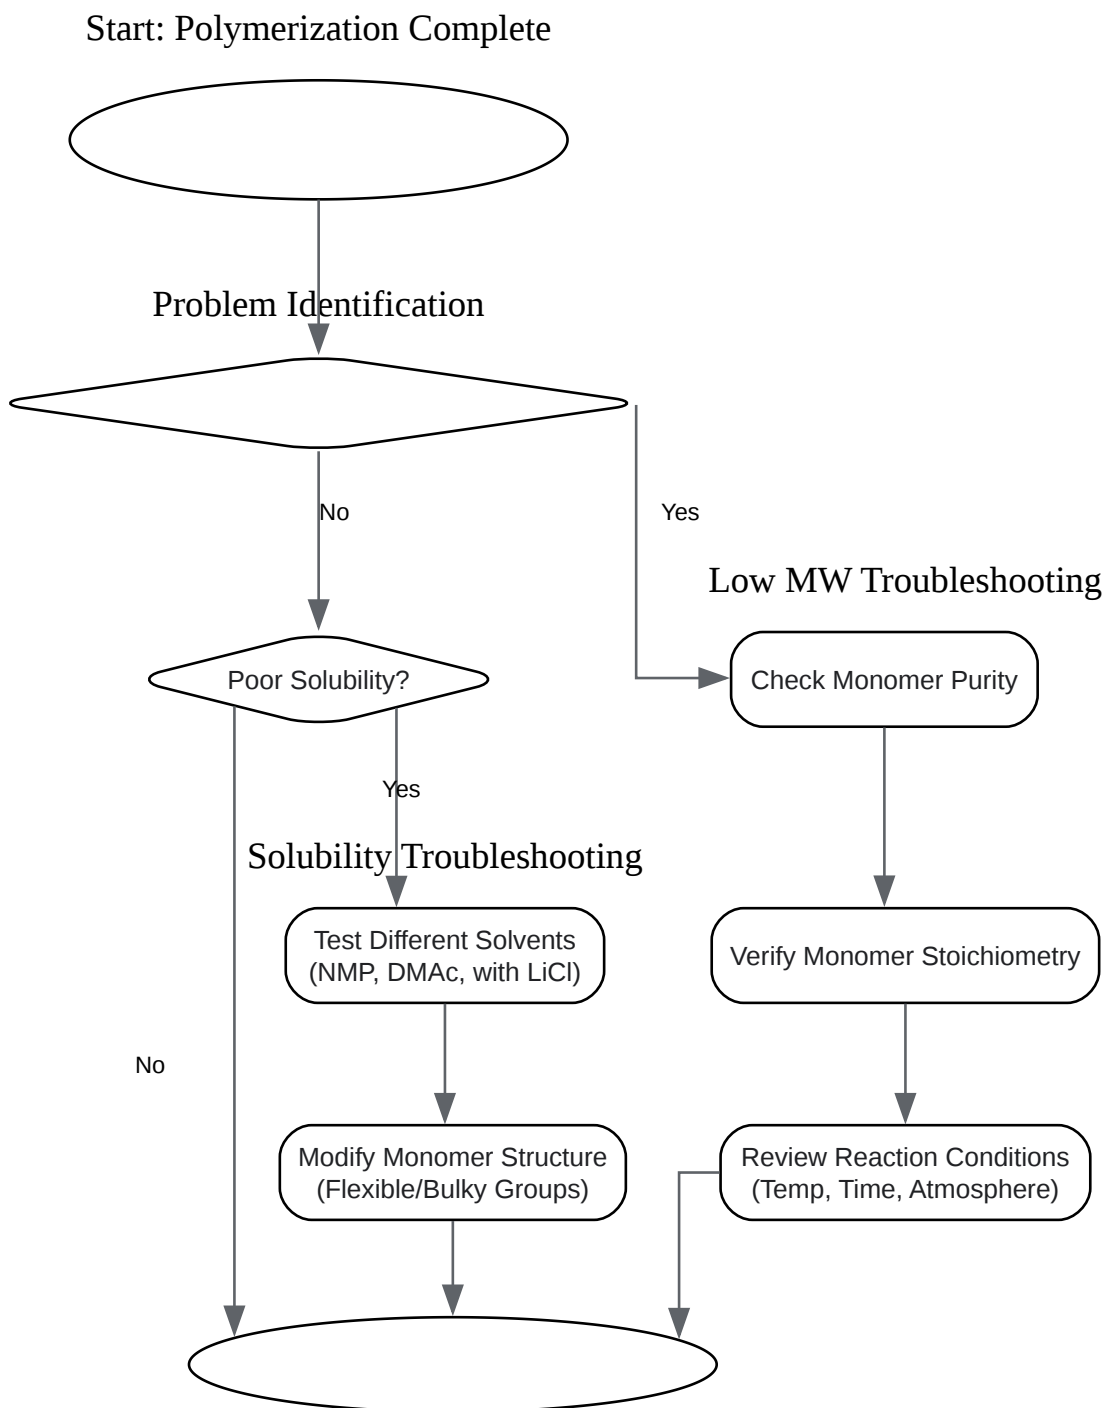 Start: Polymerization Complete
Problem Identification
No
Yes
Low MW Troubleshooting
Poor Solubility?
Check Monomer Purity
Yes
Solubility Troubleshooting
Test Different Solvents
(NMP, DMAc, with LiCl)
Verify Monomer Stoichiometry
No
Modify Monomer Structure
(Flexible/Bulky Groups)
Review Reaction Conditions
(Temp, Time, Atmosphere)